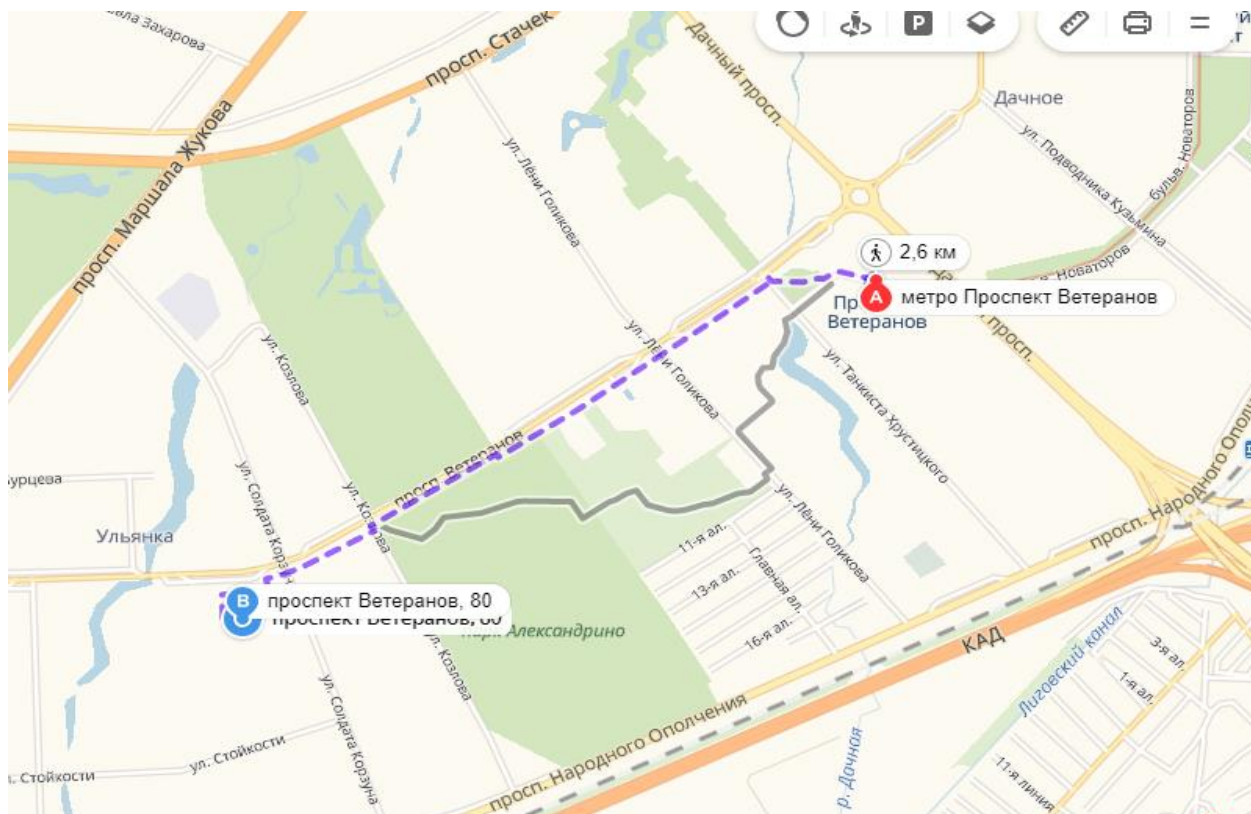 ала Захарова
просп. Стачек
Дачный просп.
Дачное
P
просп. Маршала Жукова
ул. Лёни Голикова
ул. Подводника Кузьмина
бульв. Новаторов
2,6 км
Новаторов
A метро Проспект Ветеранов
Ветеранов
просп.
ул. Козлова
ул. Лёни Голикова
ул. Танкиста Хрустицкого
просп. Ветеранов
урцева
ул. Солдата Корзуна
ул. Козлова
Ульянка
11-я ал.
Главная ал.
ул. Лёни Голикова
просп. Народного Опол
13-я ал.
B проспект Ветеранов, 80
проспект Ветеранов, 80
парк Александрино
16-я ал.
КАД
Лиговский канал
3-я ал.
1-я ал.
ул. Козлова
ул. Солдата Корзуна
ул. Стойкости
. Стойкости
просп. Народного Ополчения
р. Дачная
11-я линия